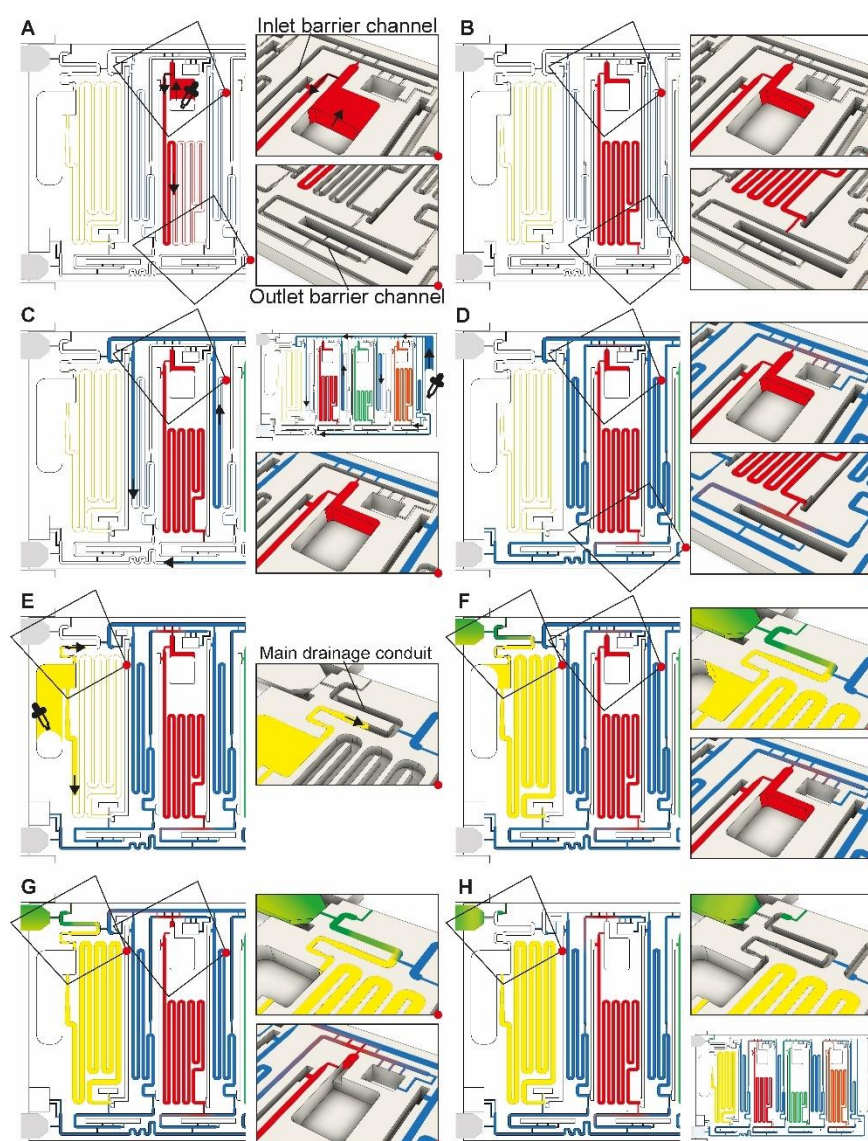 A
Inlet barrier channel
B
Outlet barrier channel
C
D
E
Main drainage conduit
F
G
H